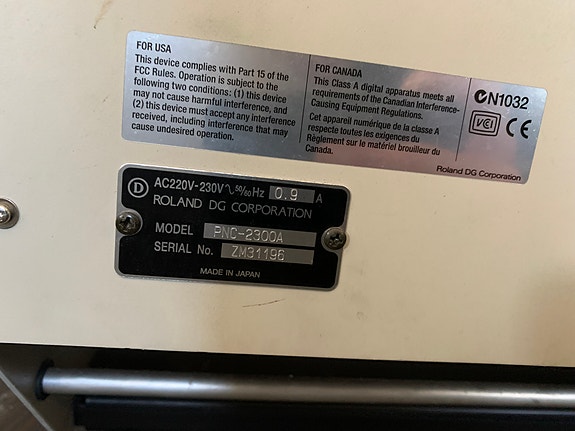 FOR USA
This device complies with Part 15 of the
FCC Rules. Operation is subject to the
following two conditions: (1) this device
may not cause harmful interference, and
(2) this device must accept any interference
received, including interference that may
cause undesired operation.
FOR CANADA
This Class A digital apparatus meets all
requirements of the Canadian Interference-
Causing Equipment Regulations.
Cet appareil numérique de la classe A
respecte toutes les exigences du
Règlement sur le matériel brouilleur du
Canada.
N1032
VCI CE
Roland DG Corporation
D AC220V-230V∿50/60Hz 0.9 A
ROLAND DG CORPORATION
MODEL PNC-2300A
SERIAL No. ZM31196
MADE IN JAPAN